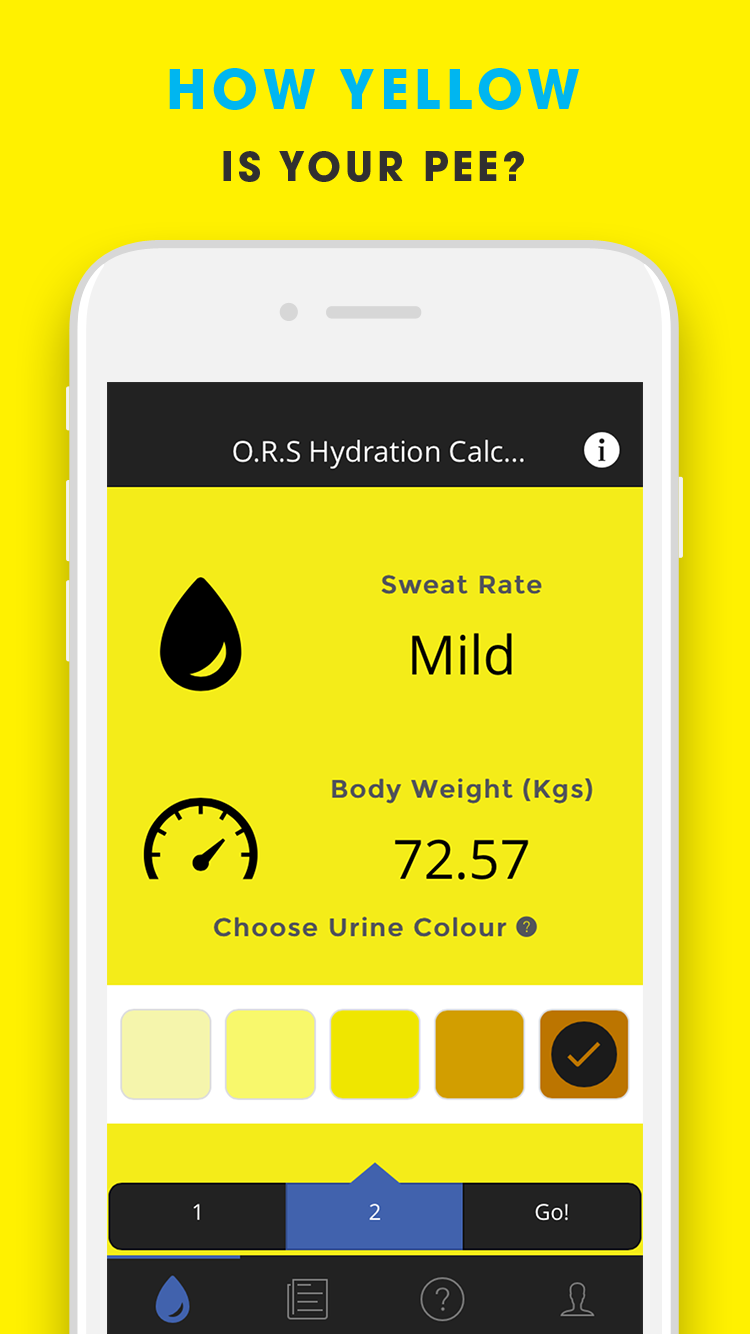 HOW YELLOW
IS YOUR PEE?
O.R.S Hydration Calc...
i
Sweat Rate
Mild
Body Weight (Kgs)
72.57
Choose Urine Colour ?
1 2 Go!
?